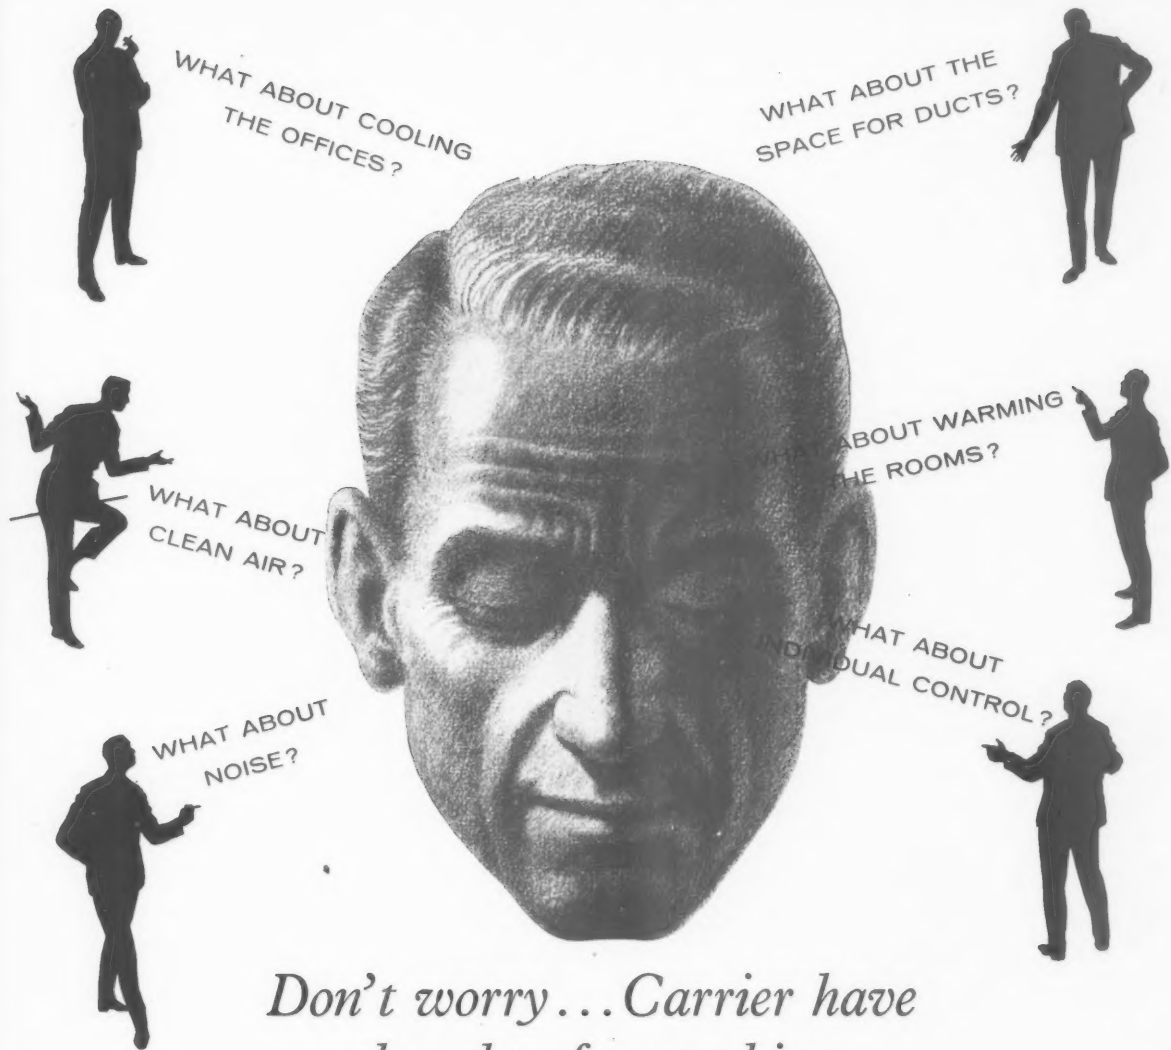 WHAT ABOUT COOLING
THE OFFICES?
WHAT ABOUT THE
SPACE FOR DUCTS?
WHAT ABOUT
CLEAN AIR?
WHAT ABOUT WARMING
THE ROOMS?
WHAT ABOUT
NOISE?
WHAT ABOUT
INDIVIDUAL CONTROL?
Don't worry... Carrier have